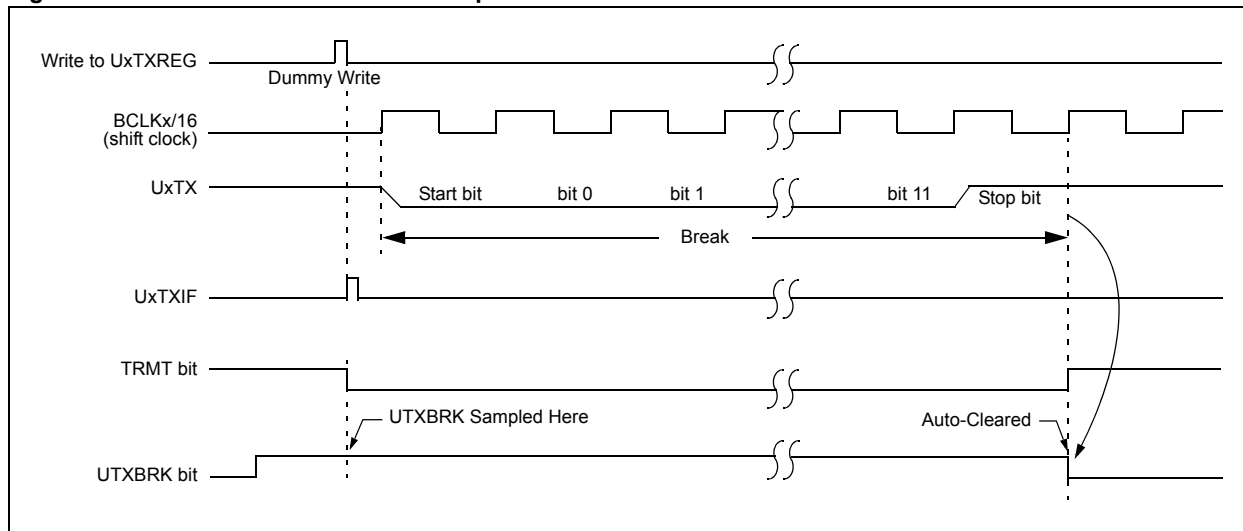 Write to UxTXREG
Dummy Write
BCLKx/16
(shift clock)
UxTX
Start bit
bit 0
bit 1
bit 11
Stop bit
Break
UxTXIF
TRMT bit
UTXBRK Sampled Here
Auto-Cleared
UTXBRK bit